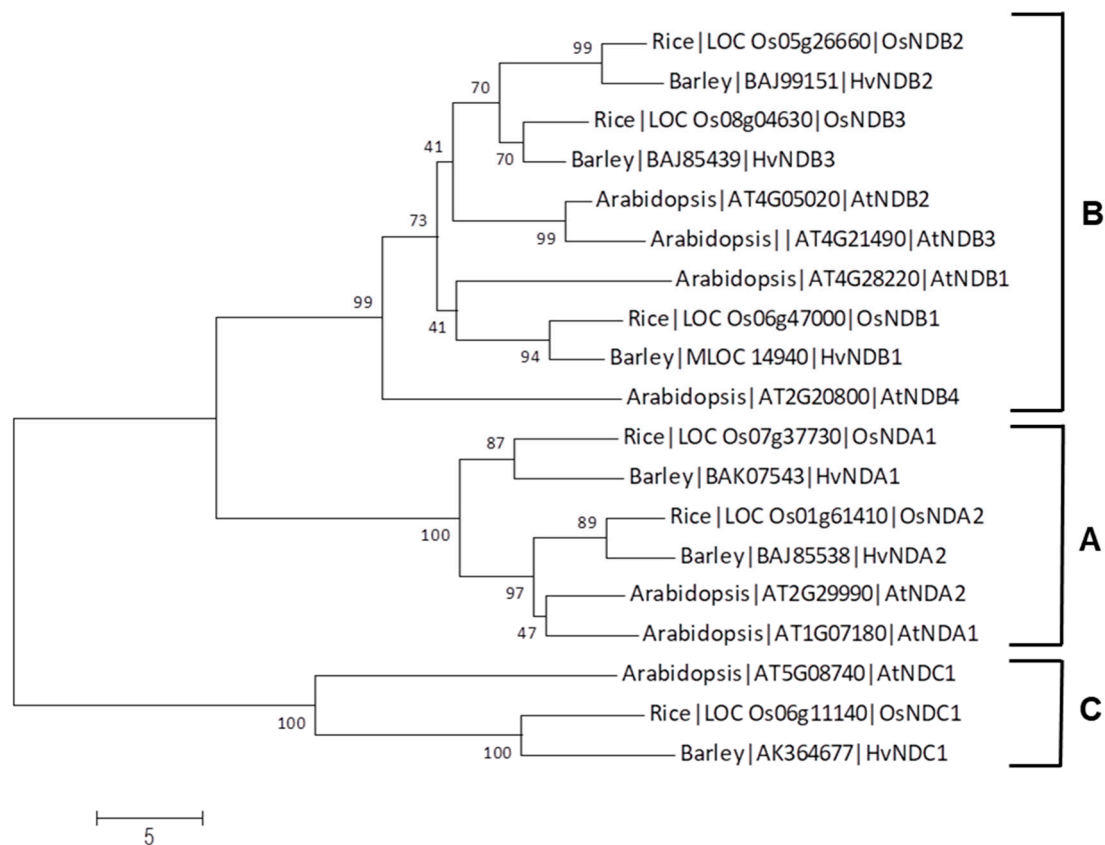 99
Rice|LOC Os05g26660|OsNDB2
Barley|BAJ99151|HvNDB2
70
Rice|LOC Os08g04630|OsNDB3
41
70
Barley|BAJ85439|HvNDB3
Arabidopsis|AT4G05020|AtNDB2
B
73
99
Arabidopsis||AT4G21490|AtNDB3
Arabidopsis|AT4G28220|AtNDB1
99
41
Rice|LOC Os06g47000|OsNDB1
94
Barley|MLOC 14940|HvNDB1
Arabidopsis|AT2G20800|AtNDB4
87
Rice|LOC Os07g37730|OsNDA1
Barley|BAK07543|HvNDA1
89
Rice|LOC Os01g61410|OsNDA2
100
A
Barley|BAJ85538|HvNDA2
97
Arabidopsis|AT2G29990|AtNDA2
47
Arabidopsis|AT1G07180|AtNDA1
Arabidopsis|AT5G08740|AtNDC1
100
Rice|LOC Os06g11140|OsNDC1
C
100
Barley|AK364677|HvNDC1
5